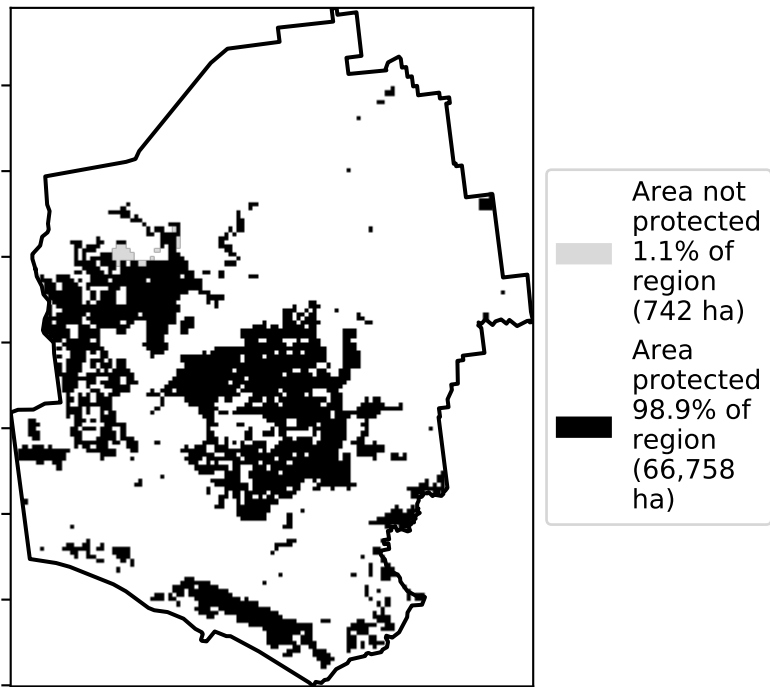 Area not
protected
1.1% of
region
(742 ha)
Area
protected
98.9% of
region
(66,758
ha)